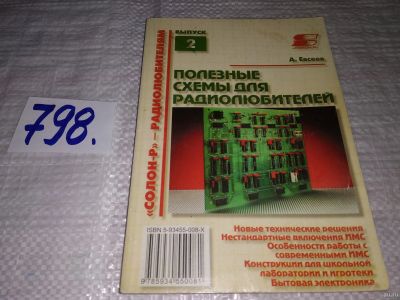 798.
ВЫПУСК
2
А. Евсеев
ПОЛЕЗНЫЕ
СХЕМЫ ДЛЯ
РАДИОЛЮБИТЕЛЕЙ
«СОЛОН-Р» – РАДИОЛЮБИТЕЛЯМ
Новые технические решения
Нестандартные включения ИМС
Особенности работы с
современными ИМС
Конструкции для школьной
лаборатории и игротеки
Бытовая электроника
ISBN 5-93455-008-X
9785934550081